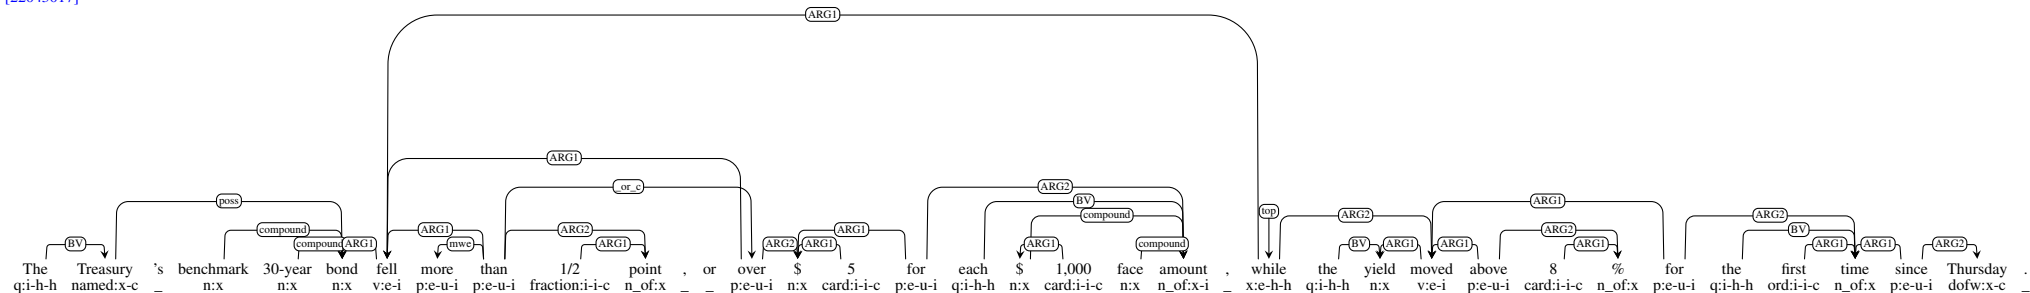 ARG1
ARG1
_or_c
ARG2
poss BV ARG1
compound top ARG2 ARG2
compound ARG1 ARG2 ARG1 ARG2 BV
BV compound ARG1 mwe ARG1 ARG2 ARG1 ARG1 compound BV ARG1 ARG1 ARG1 ARG1 ARG1 ARG2
The Treasury 's benchmark 30-year bond fell more than 1/2 point , or over $ 5 for each $ 1,000 face amount , while the yield moved above 8 % for the first time since Thursday .
q:i-h-h named:x-c _ n:x n:x n:x v:e-i p:e-u-i p:e-u-i fraction:i-i-c n_of:x _ _ p:e-u-i n:x card:i-i-c p:e-u-i q:i-h-h n:x card:i-i-c n:x n_of:x-i _ x:e-h-h q:i-h-h n:x v:e-i p:e-u-i card:i-i-c n_of:x p:e-u-i q:i-h-h ord:i-i-c n_of:x p:e-u-i dofw:x-c _